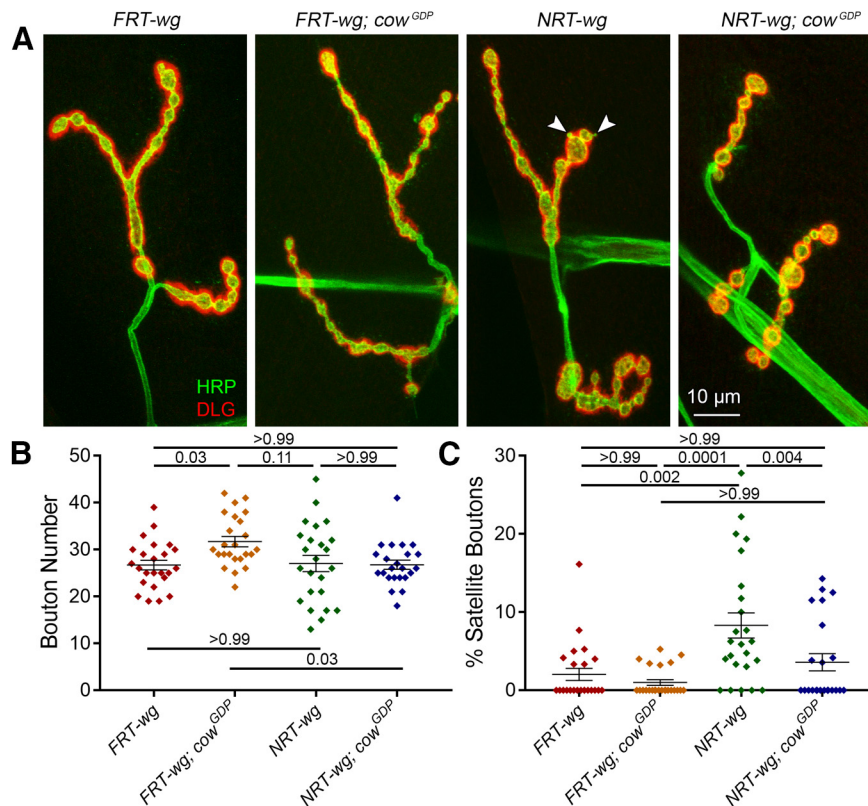 FRT-wg FRT-wg; cow^GDP NRT-wg NRT-wg; cow^GDP
A
HRP
DLG
10 µm
B
>0.99
0.03 0.11 >0.99
50
40
30
20
10
0
Bouton Number
>0.99
0.03
FRT-wg
FRT-wg; cow^GDP
NRT-wg
NRT-wg; cow^GDP
C
>0.99
>0.99 0.0001 0.004
0.002
>0.99
30
20
10
0
% Satellite Boutons
FRT-wg
FRT-wg; cow^GDP
NRT-wg
NRT-wg; cow^GDP